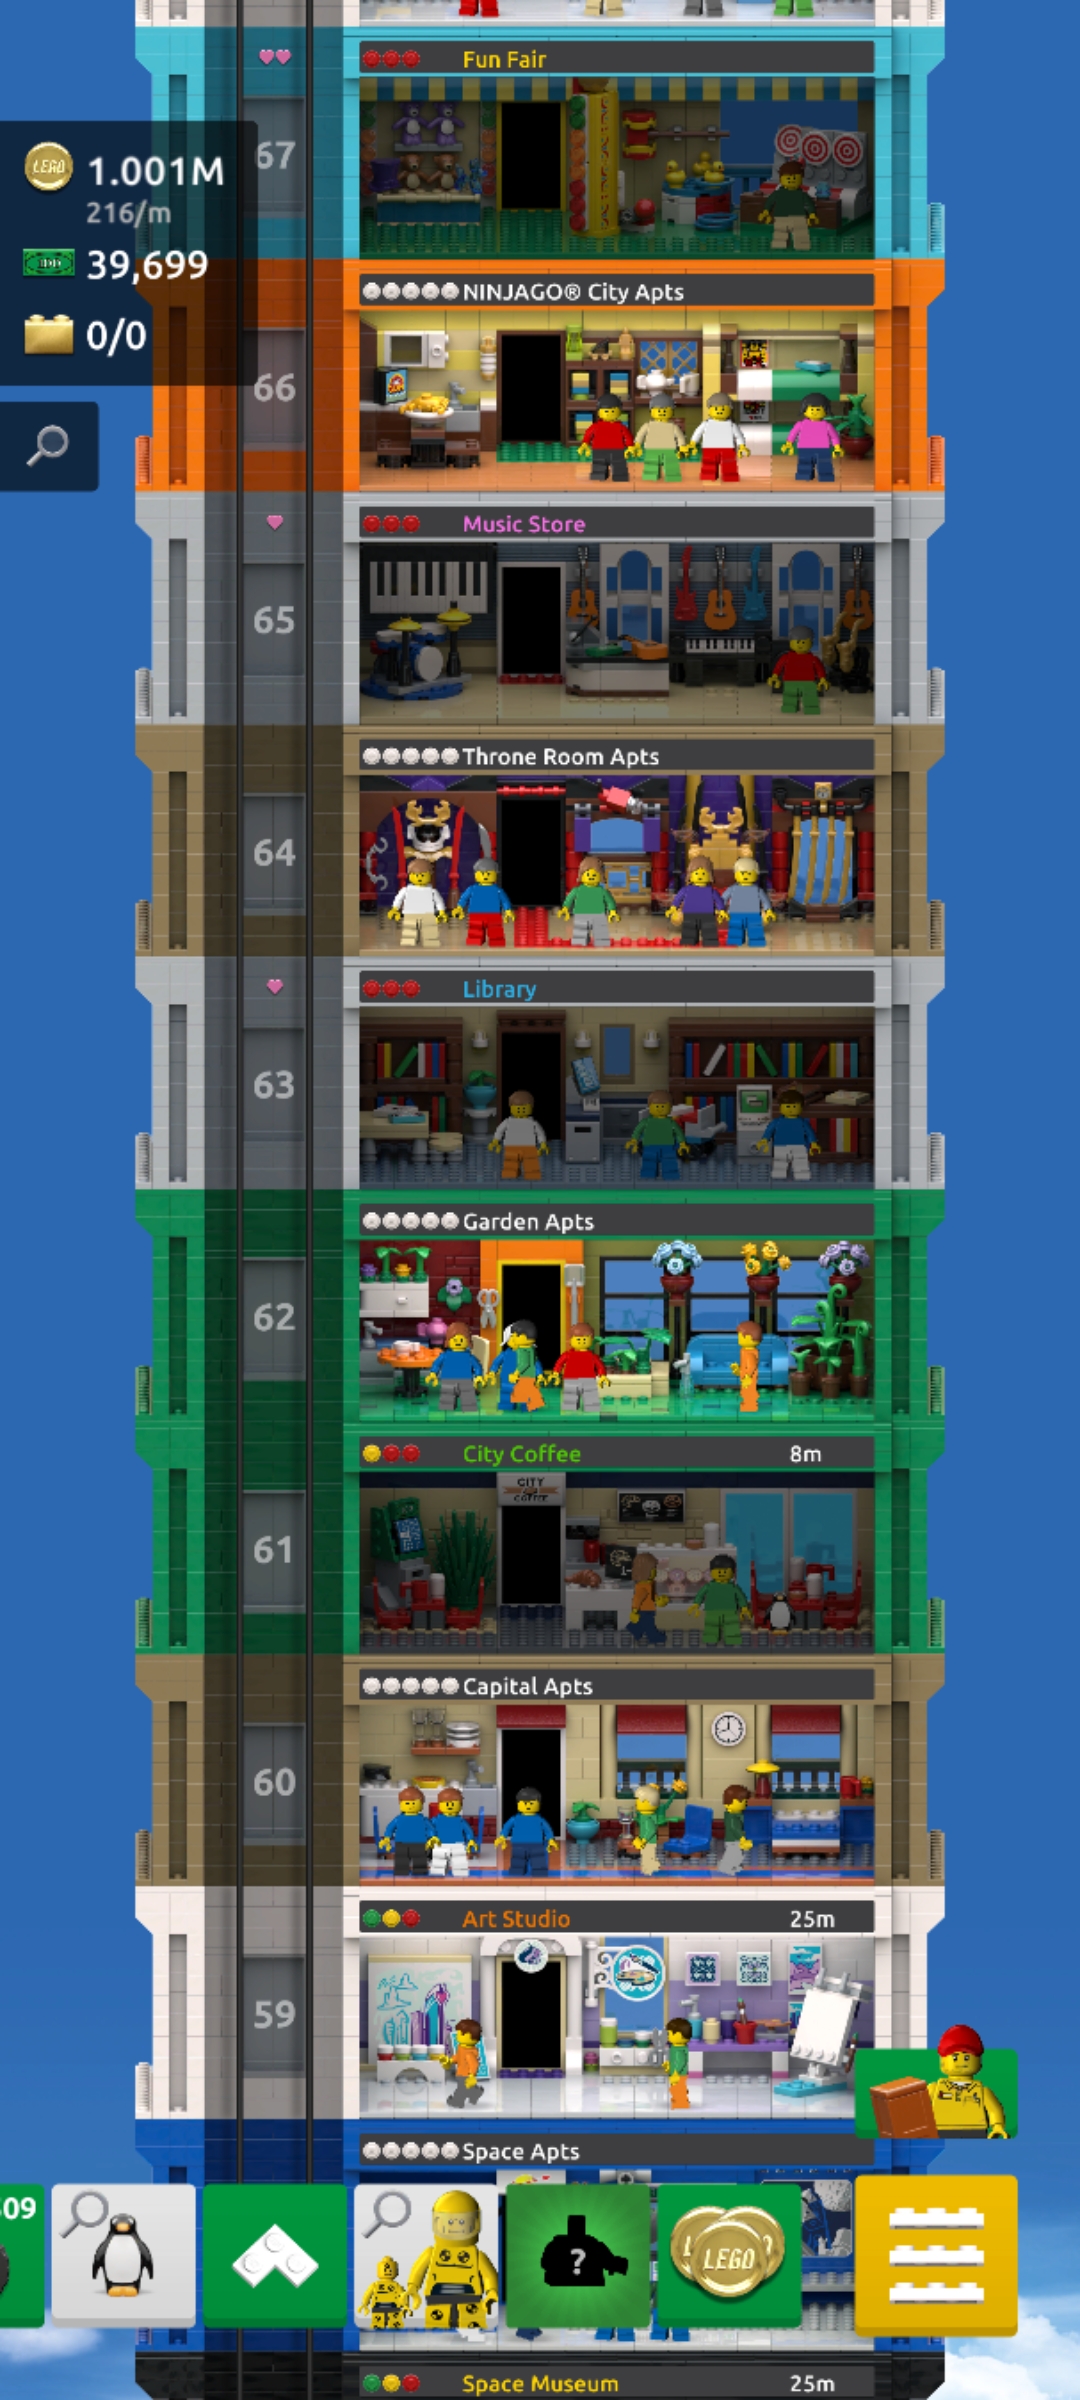 Fun Fair
67
LEGO 1.001M
216/m
39,699
0/0
NINJAGO® City Apts
66
Music Store
65
Throne Room Apts
64
Library
63
Garden Apts
62
City Coffee 8m
CITY
COFFEE
61
Capital Apts
60
Art Studio 25m
59
Space Apts
09
?
LEGO
Space Museum 25m